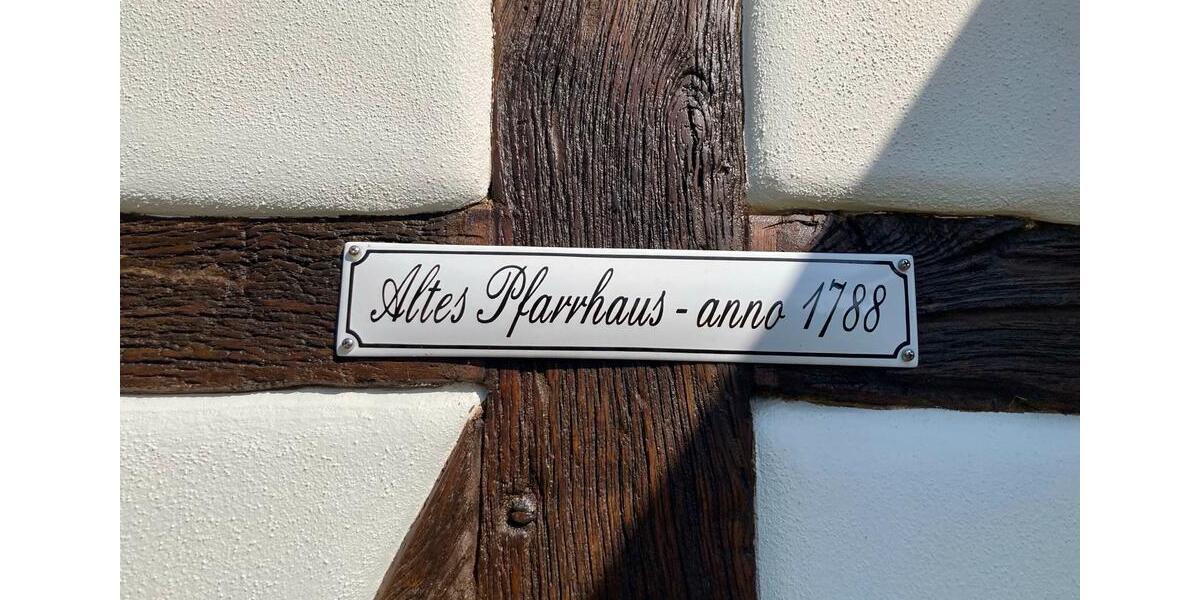 Altes Pfarrhaus - anno 1788